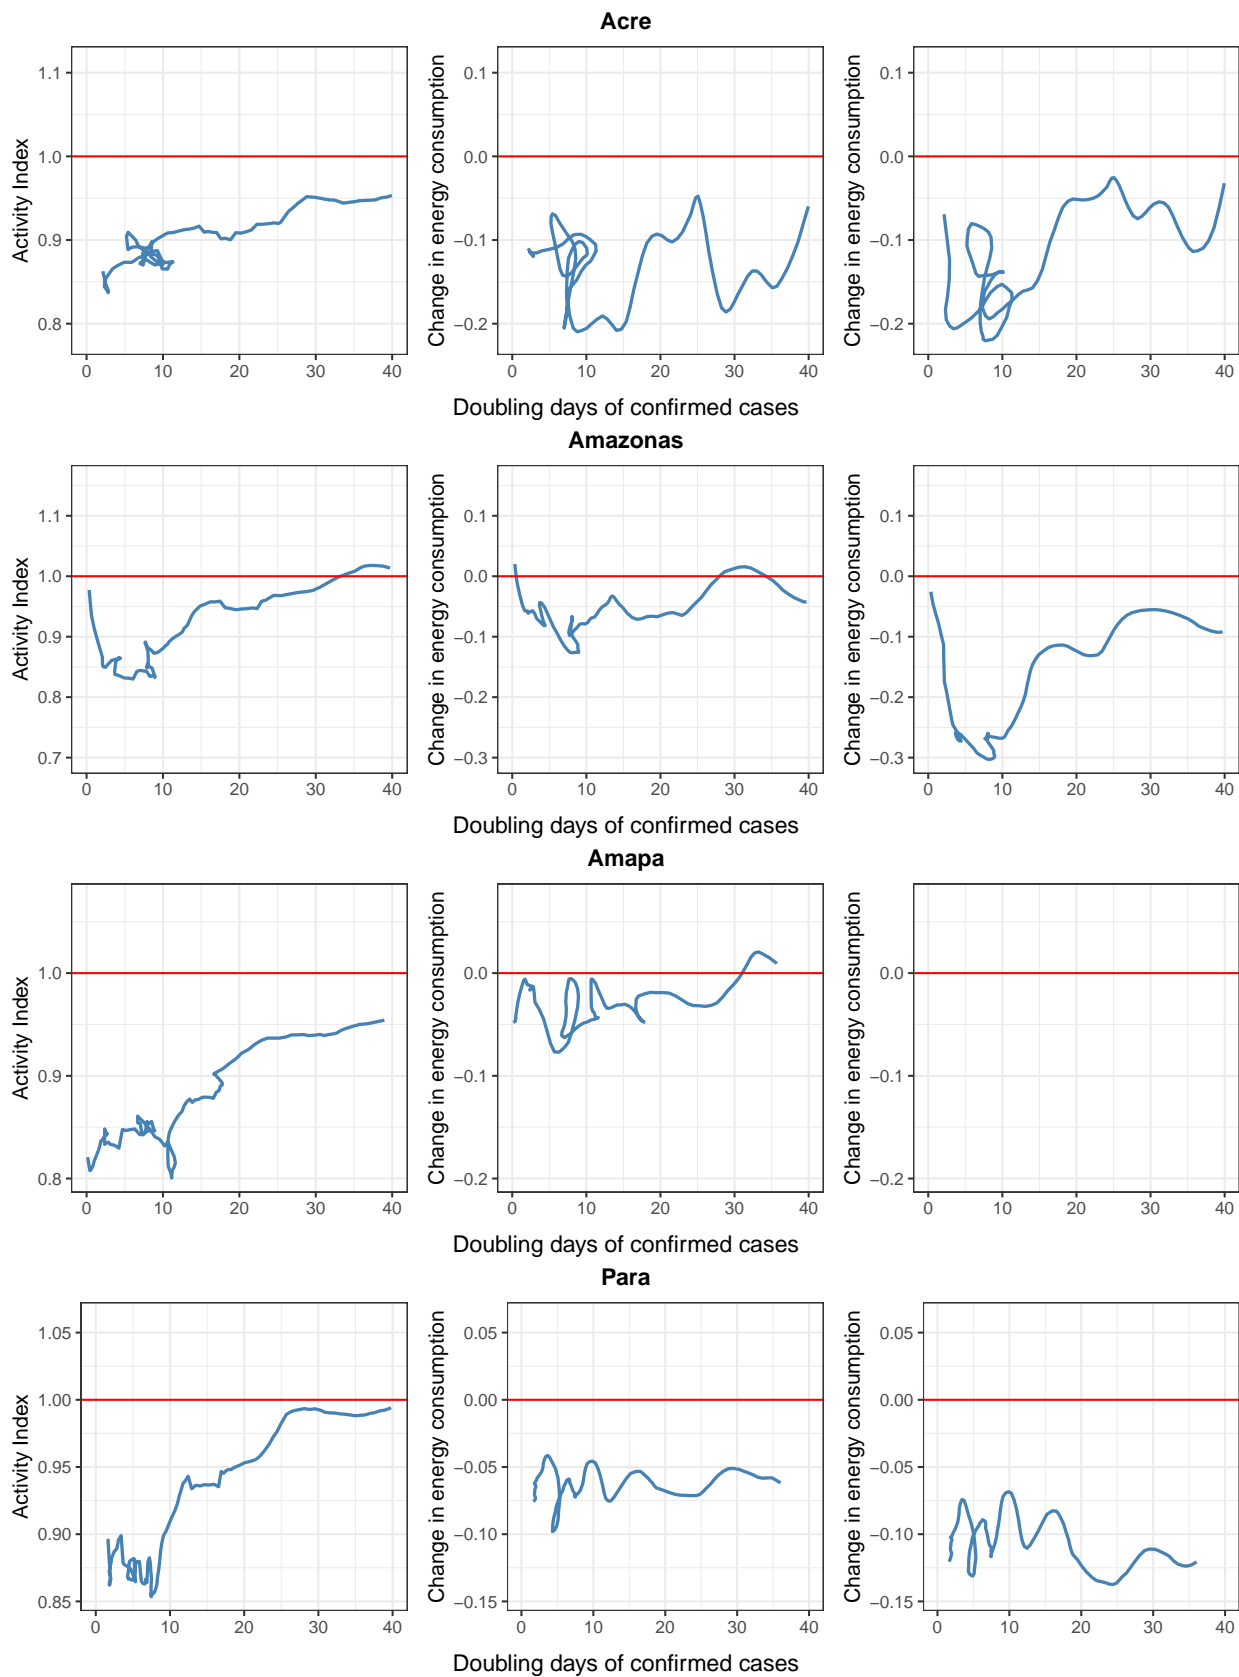 Acre
Activity Index
1.1
1.0
0.9
0.8
0 10 20 30 40
Change in energy consumption
0.1
0.0
−0.1
−0.2
0 10 20 30 40
Change in energy consumption
0.1
0.0
−0.1
−0.2
0 10 20 30 40
Doubling days of confirmed cases
Amazonas
Activity Index
1.1
1.0
0.9
0.8
0.7
0 10 20 30 40
Change in energy consumption
0.1
0.0
−0.1
−0.2
−0.3
0 10 20 30 40
Change in energy consumption
0.1
0.0
−0.1
−0.2
−0.3
0 10 20 30 40
Doubling days of confirmed cases
Amapa
Activity Index
1.0
0.9
0.8
0 10 20 30 40
Change in energy consumption
0.0
−0.1
−0.2
0 10 20 30 40
Change in energy consumption
0.0
−0.1
−0.2
0 10 20 30 40
Doubling days of confirmed cases
Para
Activity Index
1.05
1.00
0.95
0.90
0.85
0 10 20 30 40
Change in energy consumption
0.05
0.00
−0.05
−0.10
−0.15
0 10 20 30 40
Change in energy consumption
0.05
0.00
−0.05
−0.10
−0.15
0 10 20 30 40
Doubling days of confirmed cases